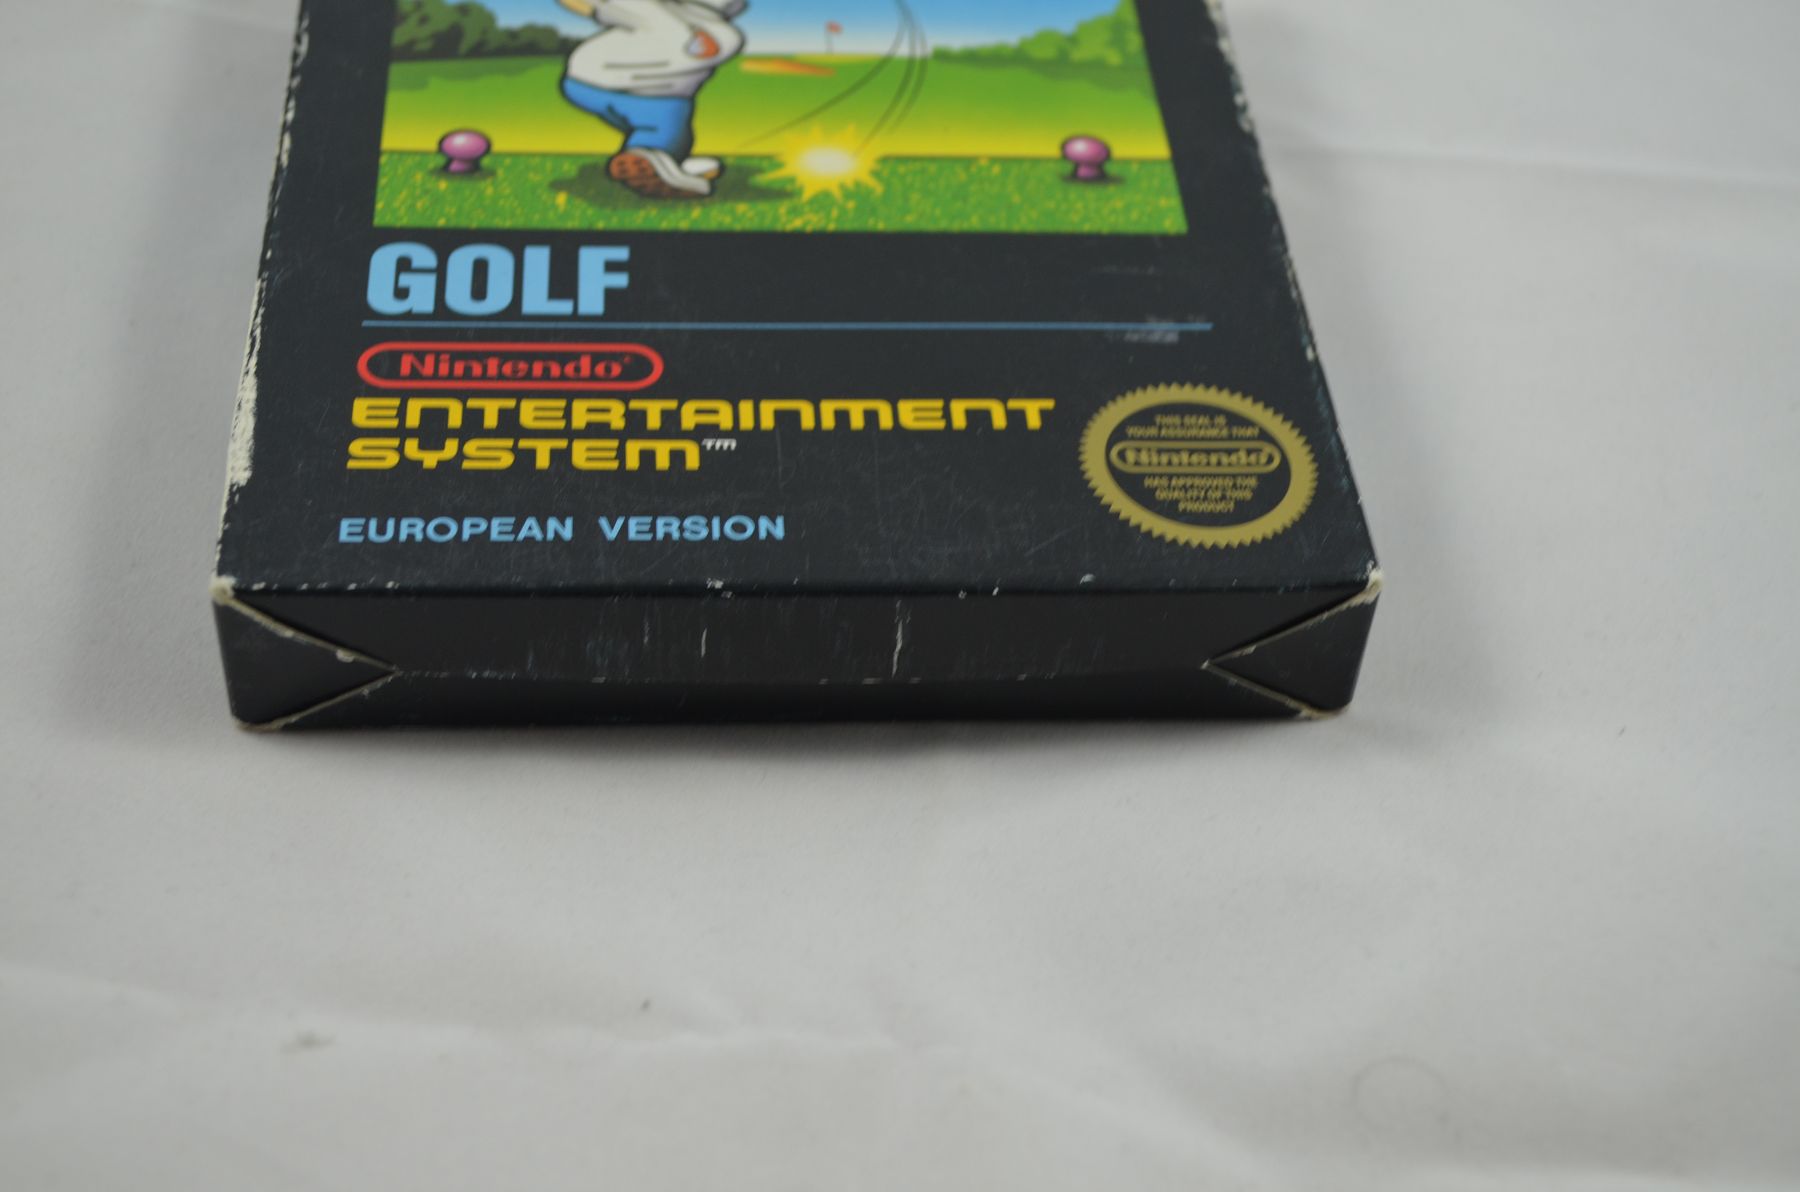 GOLF
Nintendo®
ENTERTAINMENT
SYSTEM™
EUROPEAN VERSION
THIS SEAL IS
YOUR ASSURANCE THAT
Nintendo
HAS APPROVED THE
QUALITY OF THIS
PRODUCT